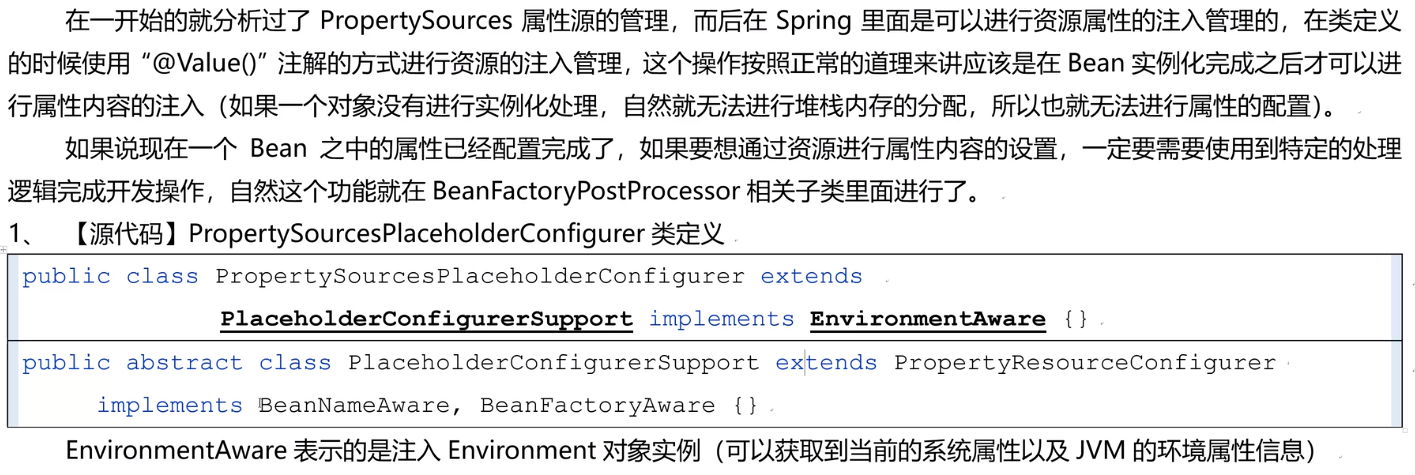 在一开始的就分析过了 PropertySources 属性源的管理，而后在 Spring 里面是可以进行资源属性的注入管理的，在类定义
的时候使用“@Value()”注解的方式进行资源的注入管理，这个操作按照正常的道理来讲应该是在 Bean 实例化完成之后才可以进
行属性内容的注入（如果一个对象没有进行实例化处理，自然就无法进行堆栈内存的分配，所以也就无法进行属性的配置）。
如果说现在一个 Bean 之中的属性已经配置完成了，如果要想通过资源进行属性内容的设置，一定要需要使用到特定的处理
逻辑完成开发操作，自然这个功能就在 BeanFactoryPostProcessor 相关子类里面进行了。
1、 【源代码】PropertySourcesPlaceholderConfigurer 类定义
public class PropertySourcesPlaceholderConfigurer extends
PlaceholderConfigurerSupport implements EnvironmentAware {}
public abstract class PlaceholderConfigurerSupport extends PropertyResourceConfigurer
implements BeanNameAware, BeanFactoryAware {}
EnvironmentAware 表示的是注入 Environment 对象实例（可以获取到当前的系统属性以及 JVM 的环境属性信息）